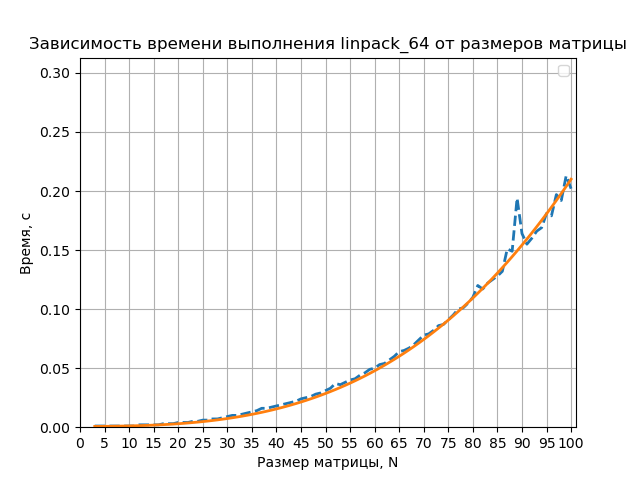 Зависимость времени выполнения linpack_64 от размеров матрицы
0.30
0.25
0.20
0.15
0.10
0.05
0.00
Время, с
0 5 10 15 20 25 30 35 40 45 50 55 60 65 70 75 80 85 90 95 100
Размер матрицы, N